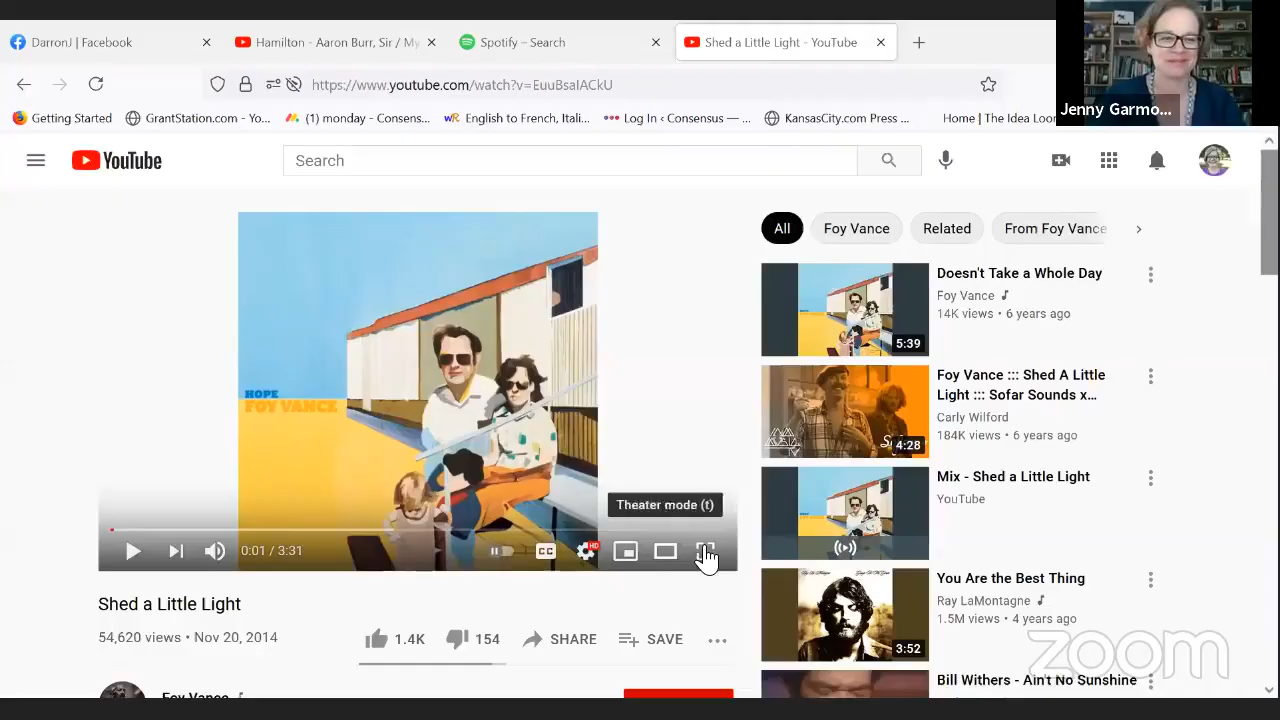 DarronJ | Facebook
Hamilton - Aaron Burr, Sir / My
Spotify – Search
Shed a Little Light - YouTube
https://www.youtube.com/watch?v=EuuBsaIACkU
Getting Started
GrantStation.com - Yo...
(1) monday - Commu...
English to French, Itali...
Log In ‹ Consensus — ...
KansasCity.com Press ...
Home | The Idea Loom
Jenny Garmo...
YouTube
Search
All
Foy Vance
Related
From Foy Vance
HOPE
FOY VANCE
Theater mode (t)
0:01 / 3:31
CC
HD
Shed a Little Light
54,620 views • Nov 20, 2014
1.4K
154
SHARE
SAVE
Foy Vance
Doesn't Take a Whole Day
Foy Vance
14K views • 6 years ago
5:39
Foy Vance ::: Shed A Little
Light ::: Sofar Sounds x...
Carly Wilford
184K views • 6 years ago
4:28
Mix - Shed a Little Light
YouTube
You Are the Best Thing
Ray LaMontagne
1.5M views • 4 years ago
3:52
Bill Withers - Ain't No Sunshine
zoom